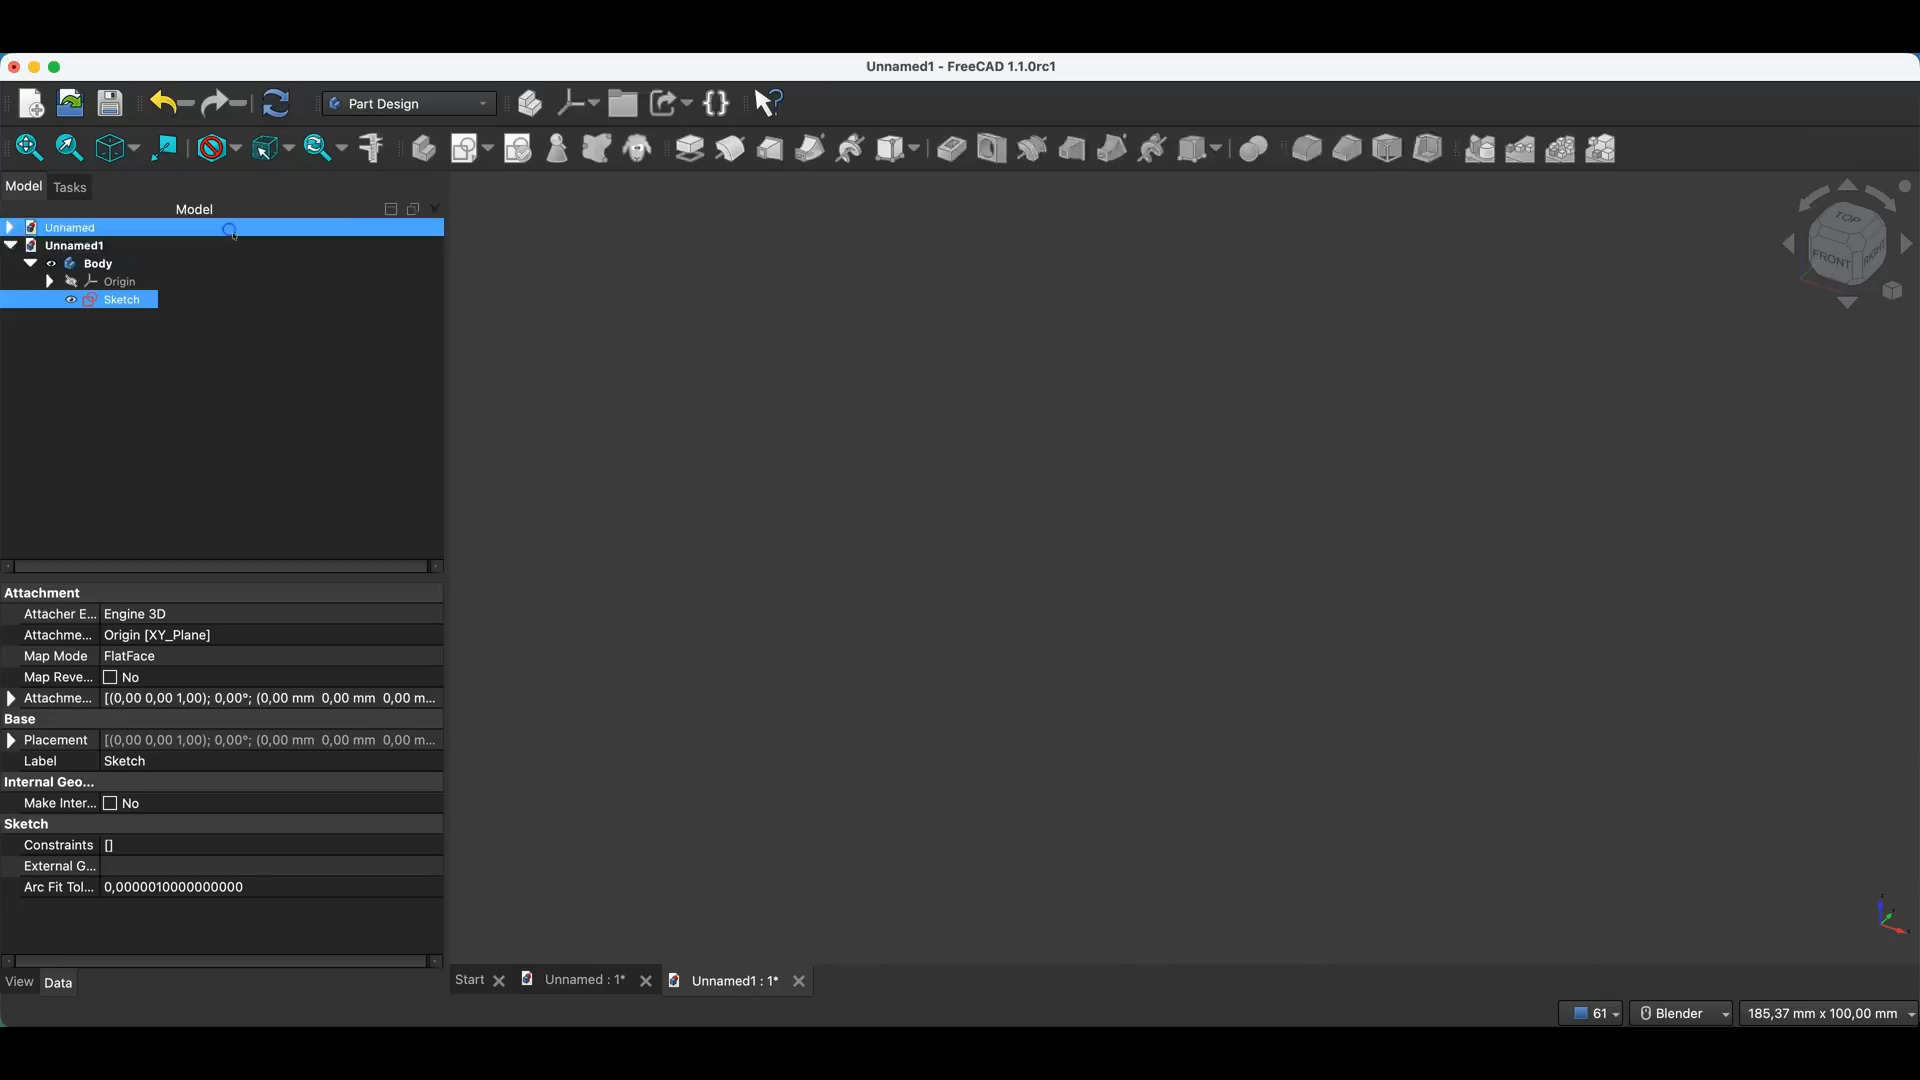 Unnamed1 - FreeCAD 1.1.0rc1
Part Design
Model
Tasks
Model
Unnamed
Unnamed1
Body
Origin
Sketch
TOP
FRONT
RIGHT
Attachment
Attacher E... Engine 3D
Attachme... Origin [XY_Plane]
Map Mode FlatFace
Map Reve... No
Attachme... [(0,00 0,00 1,00); 0,00°; (0,00 mm 0,00 mm 0,00 m...
Base
Placement [(0,00 0,00 1,00); 0,00°; (0,00 mm 0,00 mm 0,00 m...
Label Sketch
Internal Geo...
Make Inter... No
Sketch
Constraints []
External G...
Arc Fit Tol... 0,0000010000000000
View Data
Start Unnamed : 1* Unnamed1 : 1*
61 Blender 185,37 mm x 100,00 mm